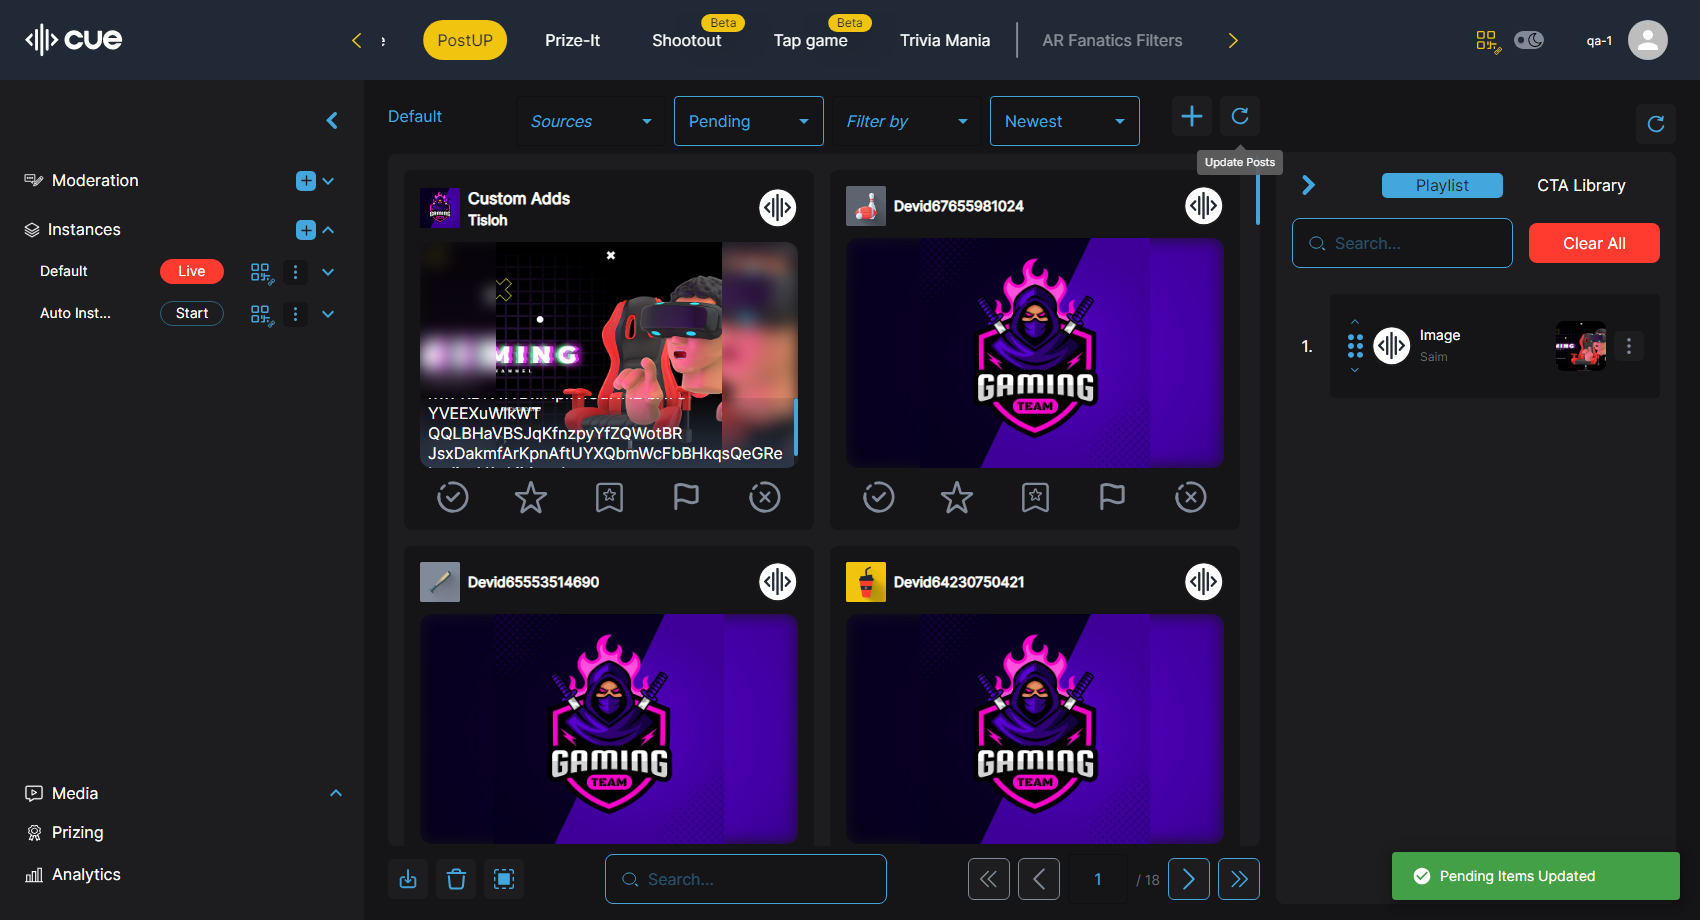 cue
PostUP
Prize-It
Shootout
Beta
Tap game
Beta
Trivia Mania
AR Fanatics Filters
qa-1
Default
Sources
Pending
Filter by
Newest
Update Posts
Moderation
Instances
Default
Live
Auto Inst...
Start
Media
Prizing
Analytics
Custom Adds
Tisloh
YVEEXuWlkWT
QQLBHaVBSJqKfnzpyYfZQWotBR
JsxDakmfArKpnAftUYXQbmWcFbBHkqsQeGRe
Devid67655981024
GAMING
TEAM
Devid65553514690
GAMING
TEAM
Devid64230750421
GAMING
TEAM
Search...
1
/ 18
Playlist
CTA Library
Search...
Clear All
1.
Image
Saim
Pending Items Updated